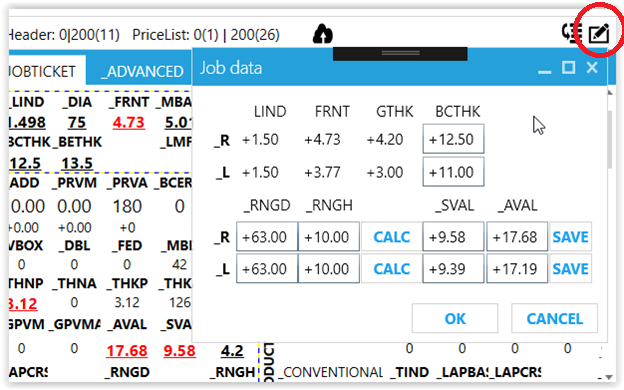 Header: 0|200(11) PriceList: 0(1) | 200(26)
JOBTICKET _ADVANCED
Job data
_LIND _DIA _FRNT
1.498 75 4.73
BCTHK _BETHK _LMF
12.5 13.5
ADD _PRVM _PRVA _BCER
0.00 0.00 180 0
+0.00 +0.00 +0
VBOX _DBL _FED
0 0 0 42
THNP _THNA _THKP
3.12 0 3.12 126
GPVM _GPVMA _AVAL _SVA
0 0 17.68 9.58 4.2
LAPCRS _RNGD _RNGH
LIND FRNT GTHK BCTHK
_R +1.50 +4.73 +4.20 +12.50
_L +1.50 +3.77 +3.00 +11.00
_RNGD _RNGH _SVAL _AVAL
_R +63.00 +10.00 CALC +9.58 +17.68 SAVE
_L +63.00 +10.00 CALC +9.39 +17.19 SAVE
OK CANCEL
0 0 0
_CONVENTIONAL _TIND _LAPBAS _LAPCRS